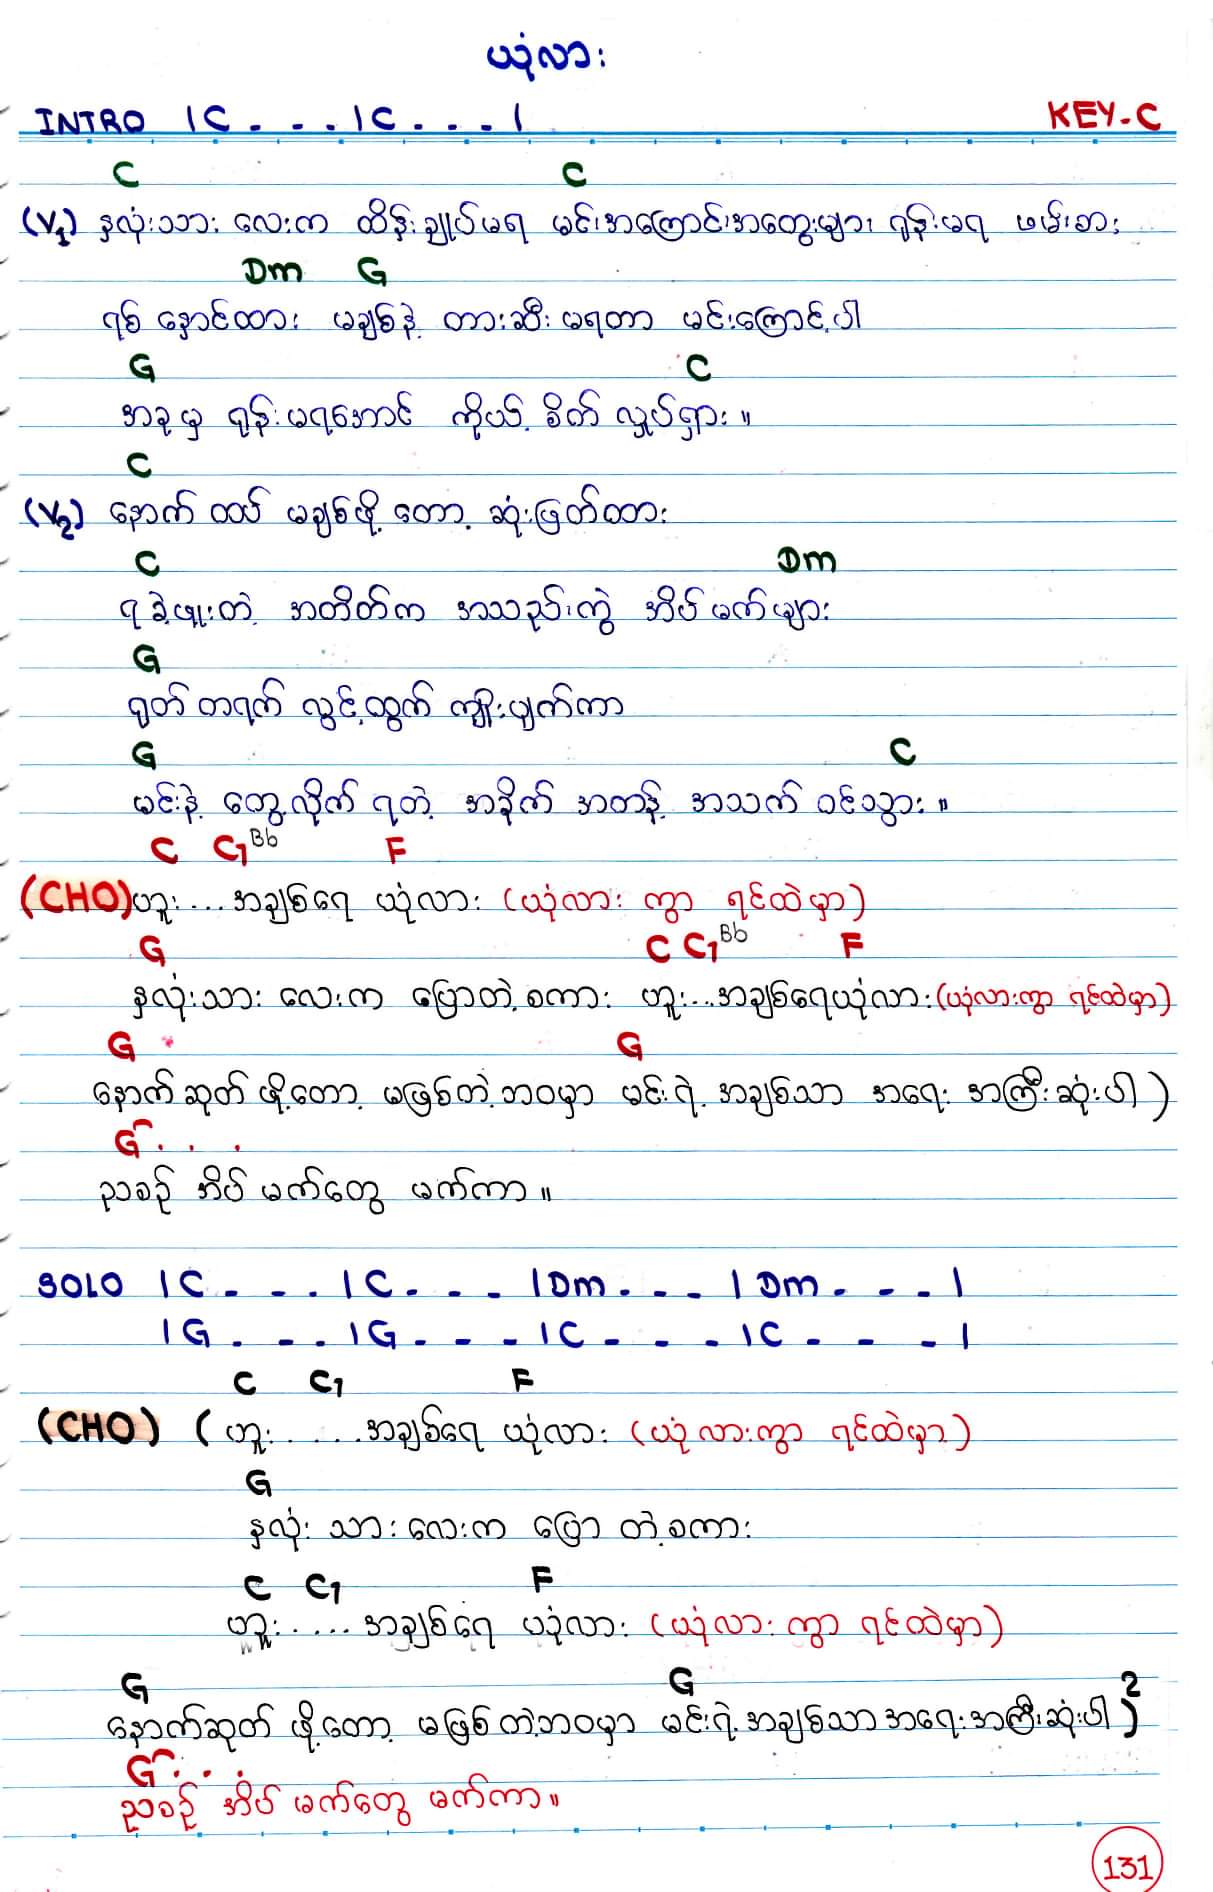 ယုံလား
INTRO | C - - - | C - - - |
KEY-C
C C
(V1) နှလုံးသား လေးက ထိန်းချုပ်မရ မင်းအကြောင်းအတွေးများ ရုန်းမရ ဖမ်းစား
Dm G
ရစ် နှောင်ထား မချစ်နဲ့ တားဆီး မရတာ မင်းကြောင့်ပါ
G C
အခုမှ ရုန်းမရအောင် ကိုယ့် စိတ် လှုပ်ရှား ။
C
(V2) နောက် ထပ် မချစ်ဖို့ တော့ ဆုံးဖြတ်ထား
C Dm
ရ ခဲ့ဖူးတဲ့ အတိတ်က အသည်းကွဲ အိပ် မက်များ
G
ရုတ် တရက် လွင့်ထွက် ကျိုးပျက်ကာ
G C
မင်းနဲ့ တွေ့လိုက် ရတဲ့ အခိုက် အတန့် အသက် ဝင်သွား ။
C C7 Bb F
(CHO) ဟူး . . . အချစ်ရေ ယုံလား (ယုံလား ကွာ ရင်ထဲမှာ)
G C C7 Bb F
နှလုံးသား လေးက ပြောတဲ့ စကား ဟူး . . . အချစ်ရေယုံလား (ယုံလားကွာ ရင်ထဲမှာ)
G G
နောက်ဆုတ် ဖို့တော့ မဖြစ်တဲ့ ဘဝမှာ မင်းရဲ့ အချစ်သာ အရေး အကြီးဆုံးပါ )
G . . .
ညစဉ် အိပ် မက်တွေ မက်ကာ ။
SOLO | C - - - | C - - - | Dm - - - | Dm - - - |
| G - - - | G - - - | C - - - | C - - - |
C C7 F
(CHO) ( ဟူး . . . . . အချစ်ရေ ယုံလား (ယုံလားကွာ ရင်ထဲမှာ)
G
နှလုံး သား လေးက ပြော တဲ့ စကား
C C7 F
ဟူး . . . . အချစ်ရေ ယုံလား (ယုံလား ကွာ ရင်ထဲမှာ)
G G
နောက်ဆုတ် ဖို့တော့ မဖြစ် တဲ့ဘဝမှာ မင်းရဲ့ အချစ်သာ အရေးအကြီးဆုံးပါ )2
G . . .
ညစဉ် အိပ် မက်တွေ မက်ကာ ။
131